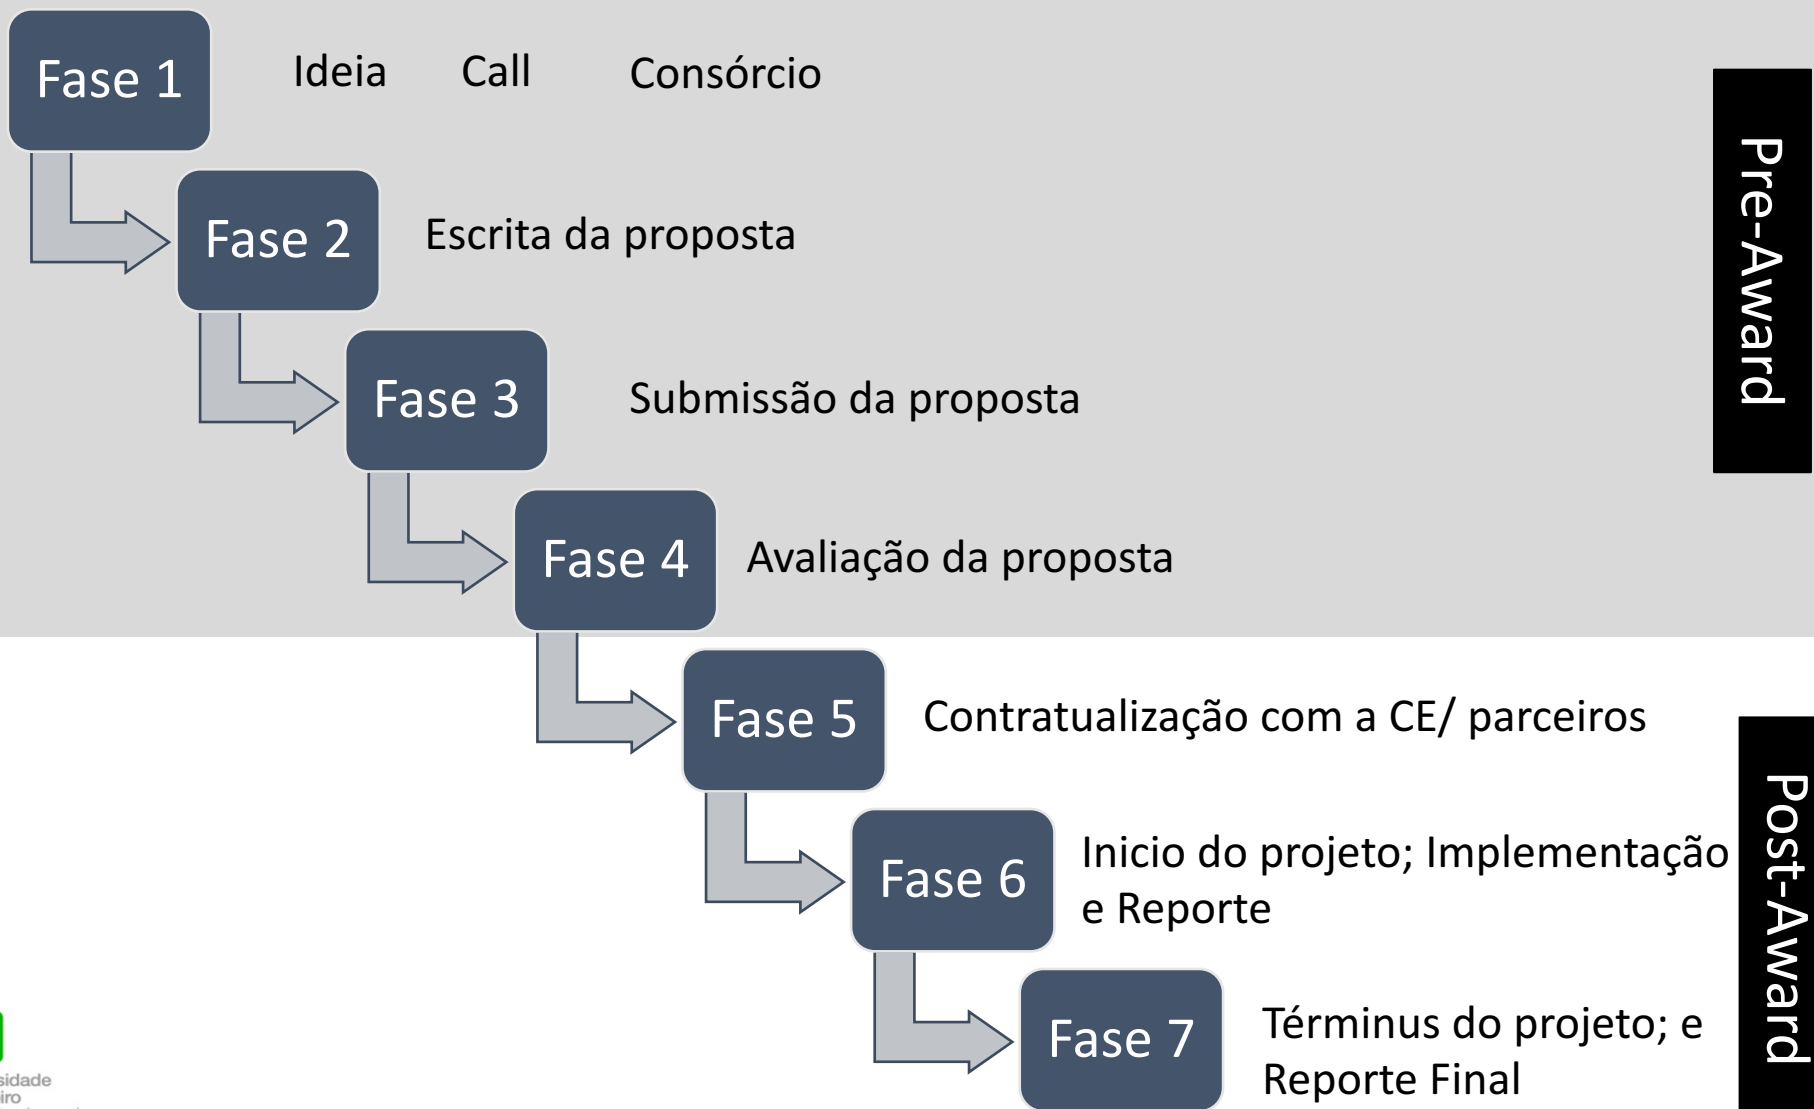 Fase 1
Ideia Call Consórcio
Fase 2
Escrita da proposta
Fase 3
Submissão da proposta
Fase 4
Avaliação da proposta
Pre-Award
Fase 5
Contratualização com a CE/ parceiros
Fase 6
Inicio do projeto; Implementação
e Reporte
Fase 7
Términus do projeto; e
Reporte Final
Post-Award